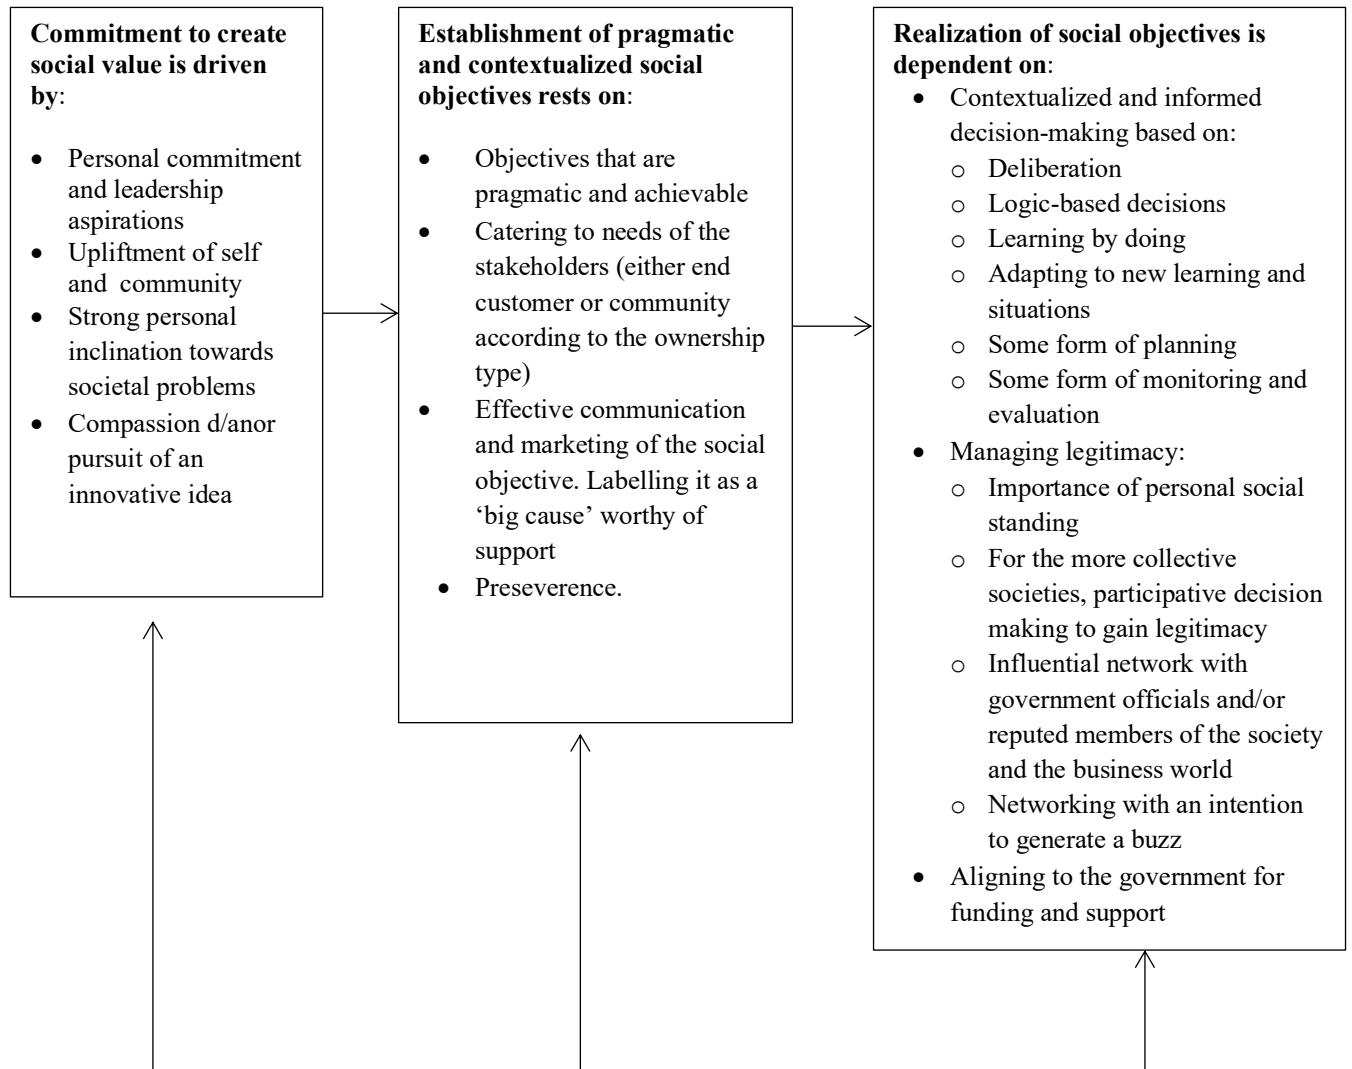 Commitment to create
social value is driven
by:
• Personal commitment
and leadership
aspirations
• Upliftment of self
and community
• Strong personal
inclination towards
societal problems
• Compassion d/anor
pursuit of an
innovative idea
Establishment of pragmatic
and contextualized social
objectives rests on:
• Objectives that are
pragmatic and achievable
• Catering to needs of the
stakeholders (either end
customer or community
according to the ownership
type)
• Effective communication
and marketing of the social
objective. Labelling it as a
‘big cause’ worthy of
support
• Preseverence.
Realization of social objectives is
dependent on:
• Contextualized and informed
decision-making based on:
o Deliberation
o Logic-based decisions
o Learning by doing
o Adapting to new learning and
situations
o Some form of planning
o Some form of monitoring and
evaluation
• Managing legitimacy:
o Importance of personal social
standing
o For the more collective
societies, participative decision
making to gain legitimacy
o Influential network with
government officials and/or
reputed members of the society
and the business world
o Networking with an intention
to generate a buzz
• Aligning to the government for
funding and support